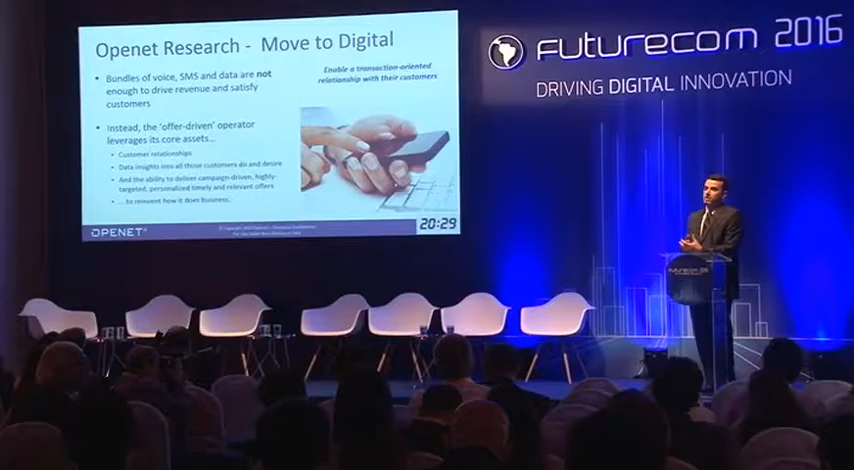 Openet Research - Move to Digital
• Bundles of voice, SMS and data are not
enough to drive revenue and satisfy
customers
• Instead, the 'offer-driven' operator
leverages its core assets...
• Customer relationships
• Data insights into all those customers do and desire
• And the ability to deliver campaign-driven, highly-
targeted, personalized timely and relevant offers
• ... to reinvent how it does business.
Enable a transaction-oriented
relationship with their customers
OPENET
20:29
FUTURECOM 2016
DRIVING DIGITAL INNOVATION
FUTURECOM